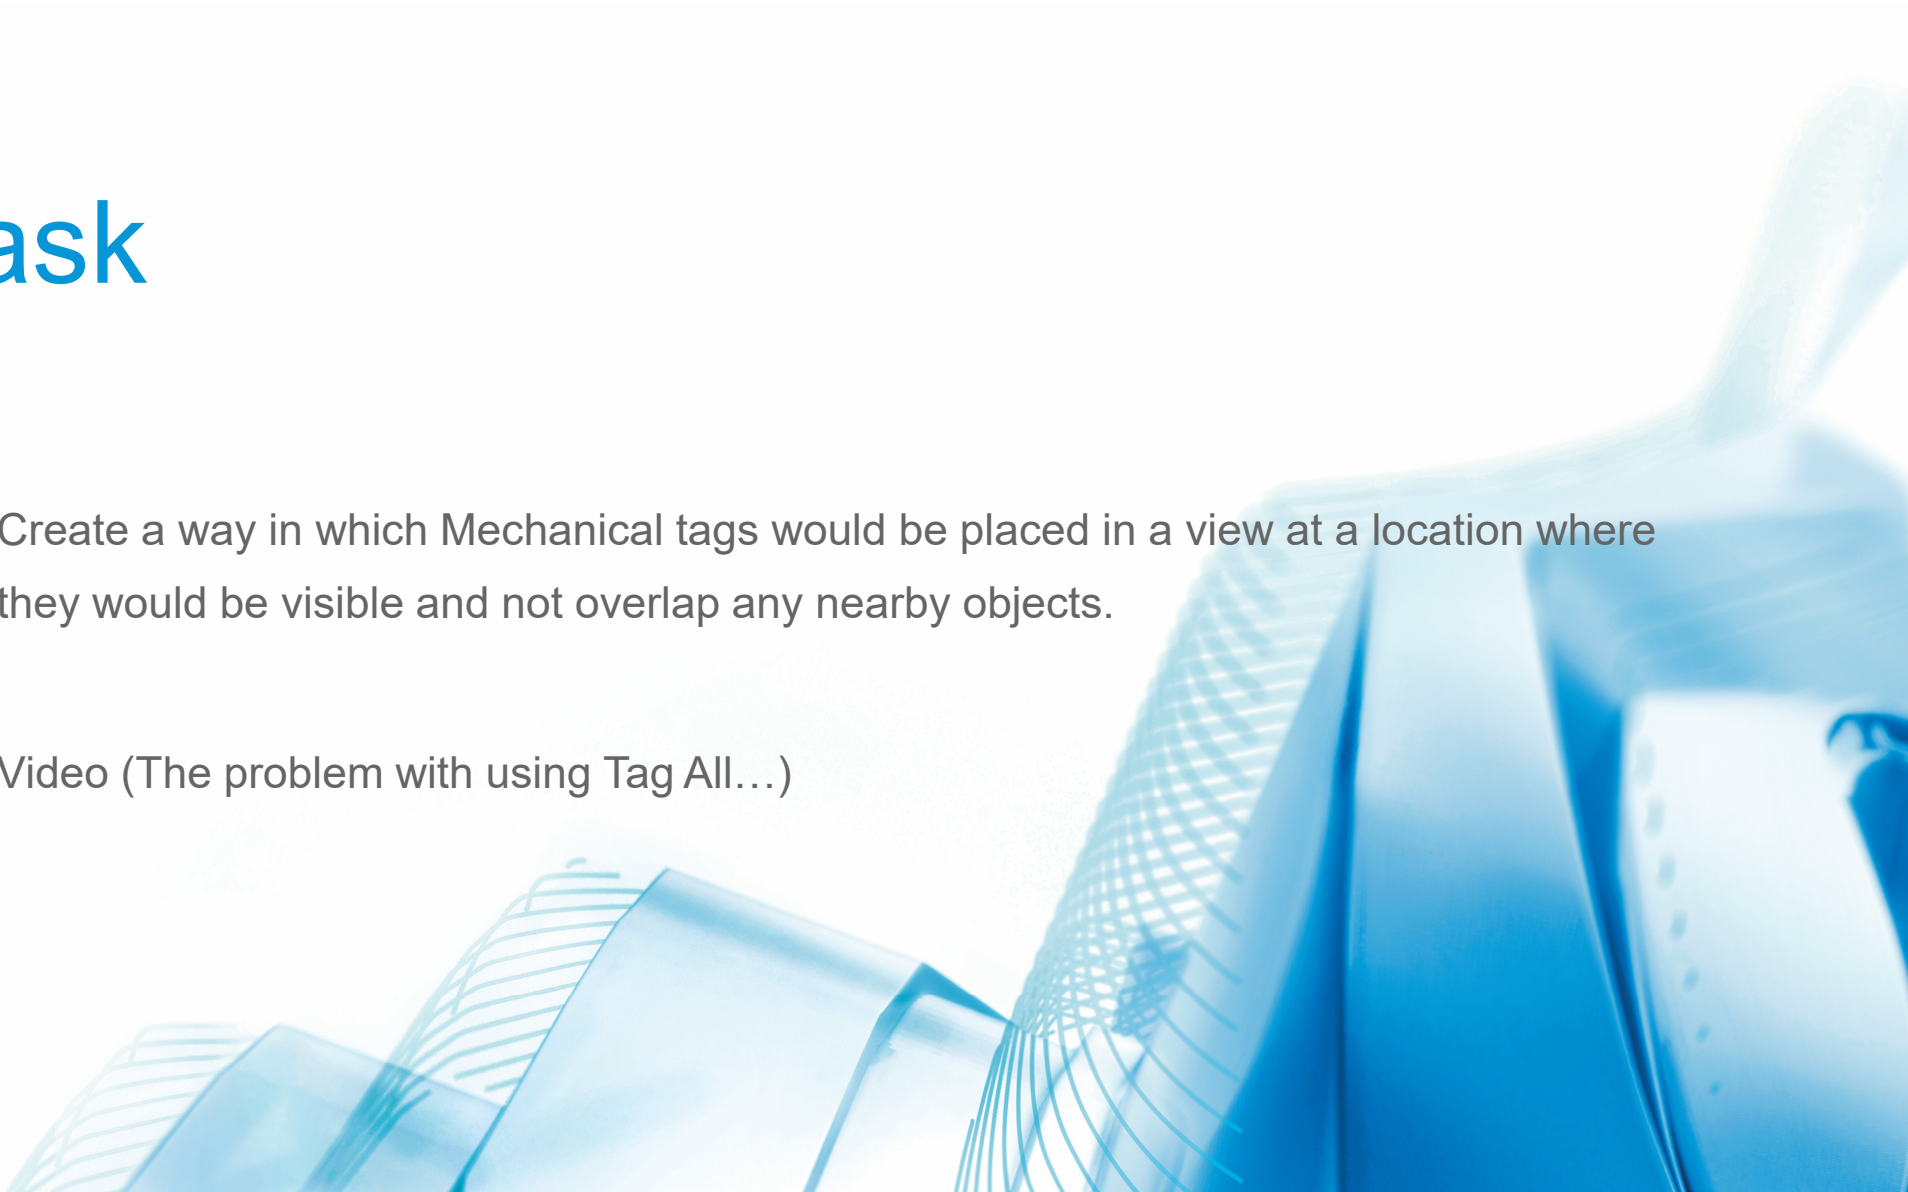 ask
Create a way in which Mechanical tags would be placed in a view at a location where
they would be visible and not overlap any nearby objects.
Video (The problem with using Tag All…)